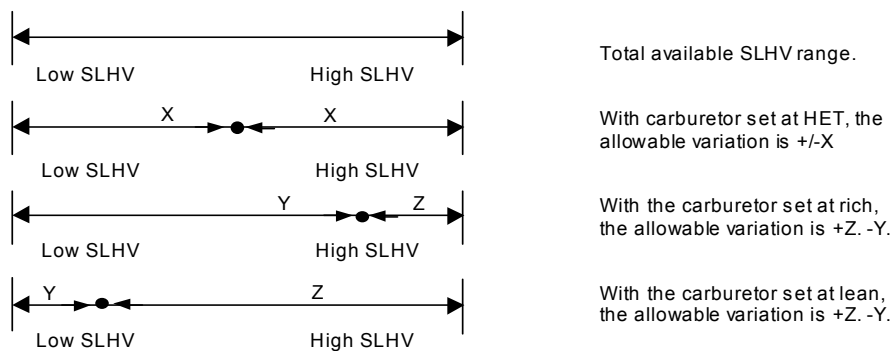 Total available SLHV range.
Low SLHV High SLHV
X X
With carburetor set at HET, the
allowable variation is +/-X
Low SLHV High SLHV
Y Z
With the carburetor set at rich,
the allowable variation is +Z. -Y.
Low SLHV High SLHV
Y Z
With the carburetor set at lean,
the allowable variation is +Z. -Y.
Low SLHV High SLHV